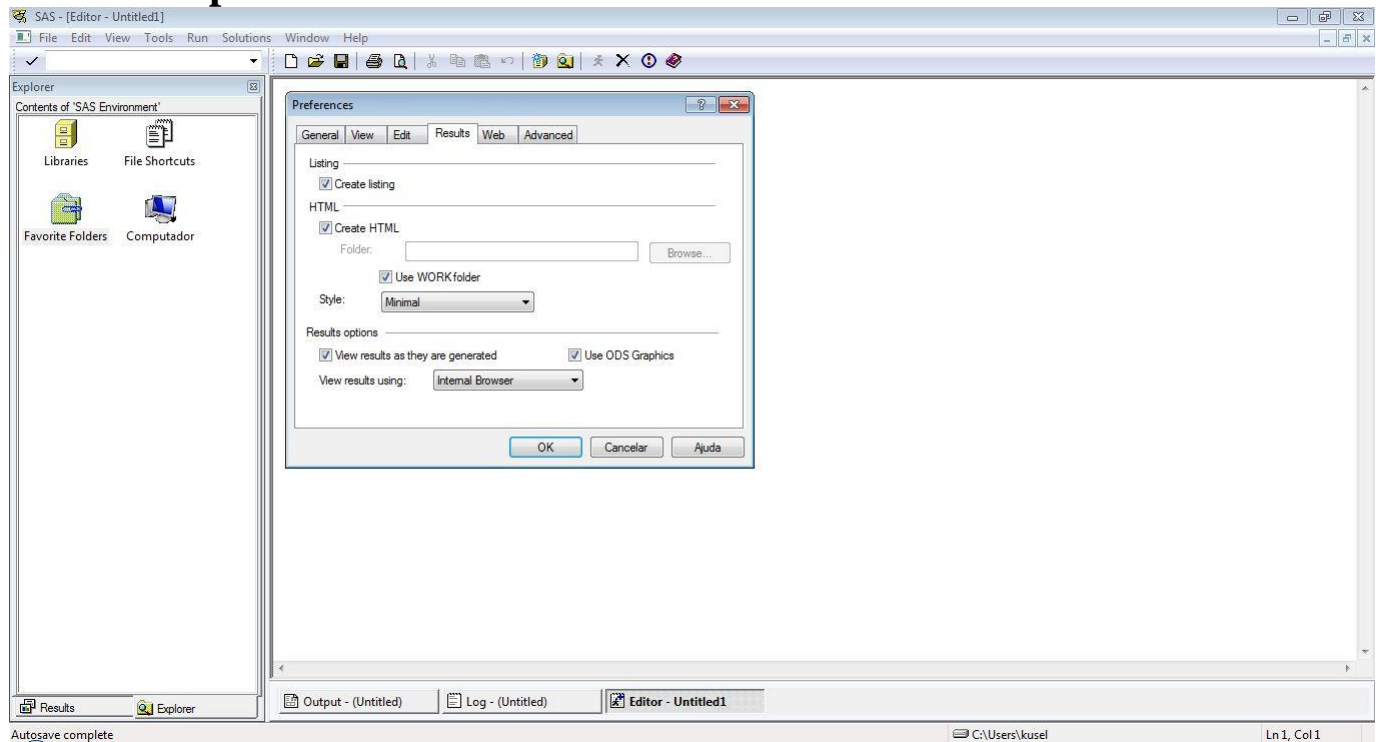 SAS - [Editor - Untitled1]
File Edit View Tools Run Solutions Window Help
Explorer
Contents of 'SAS Environment'
Libraries File Shortcuts
Favorite Folders Computador
Preferences
General View Edit Results Web Advanced
Listing
Create listing
HTML
Create HTML
Folder: Browse...
Use WORK folder
Style: Minimal
Results options
View results as they are generated Use ODS Graphics
View results using: Internal Browser
OK Cancelar Ajuda
Results Explorer
Output - (Untitled) Log - (Untitled) Editor - Untitled1
Autosave complete C:\Users\kusel Ln 1, Col 1